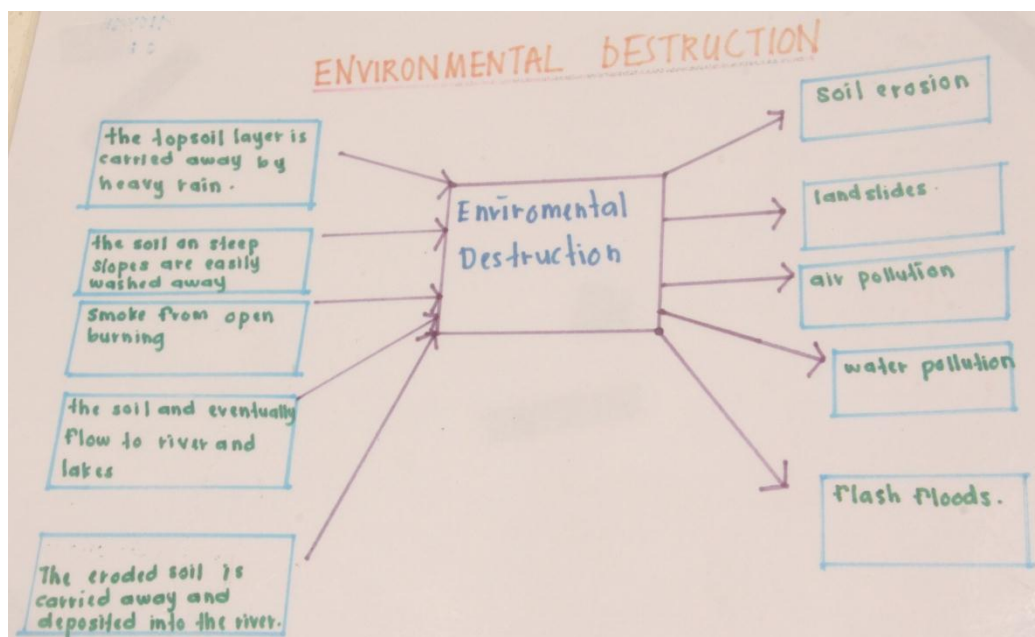 ENVIRONMENTAL DESTRUCTION
the topsoil layer is
carried away by
heavy rain.
the soil on steep
slopes are easily
washed away
smoke from open
burning
the soil and eventually
flow to river and
lakes
The eroded soil is
carried away and
deposited into the river.
Enviromental
Destruction
soil erosion
landslides.
air pollution
water pollution
flash floods.